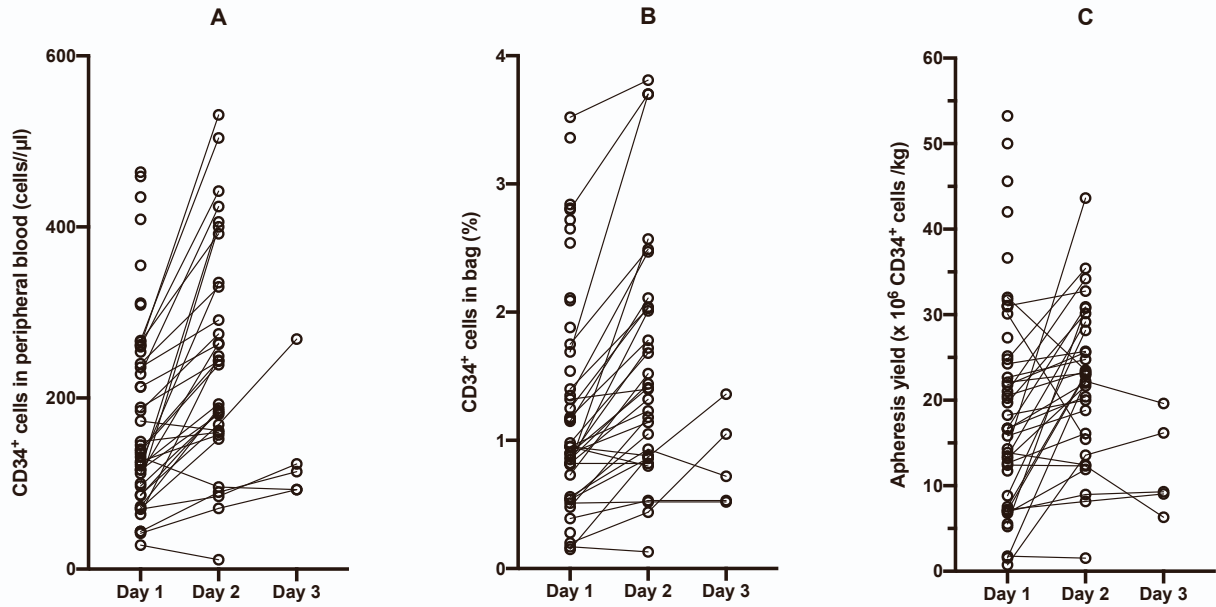 A
CD34⁺ cells in peripheral blood (cells//µl)
600
400
200
0
Day 1 Day 2 Day 3
B
CD34⁺ cells in bag (%)
4
3
2
1
0
Day 1 Day 2 Day 3
C
Apheresis yield (x 10⁶ CD34⁺ cells /kg)
60
50
40
30
20
10
0
Day 1 Day 2 Day 3